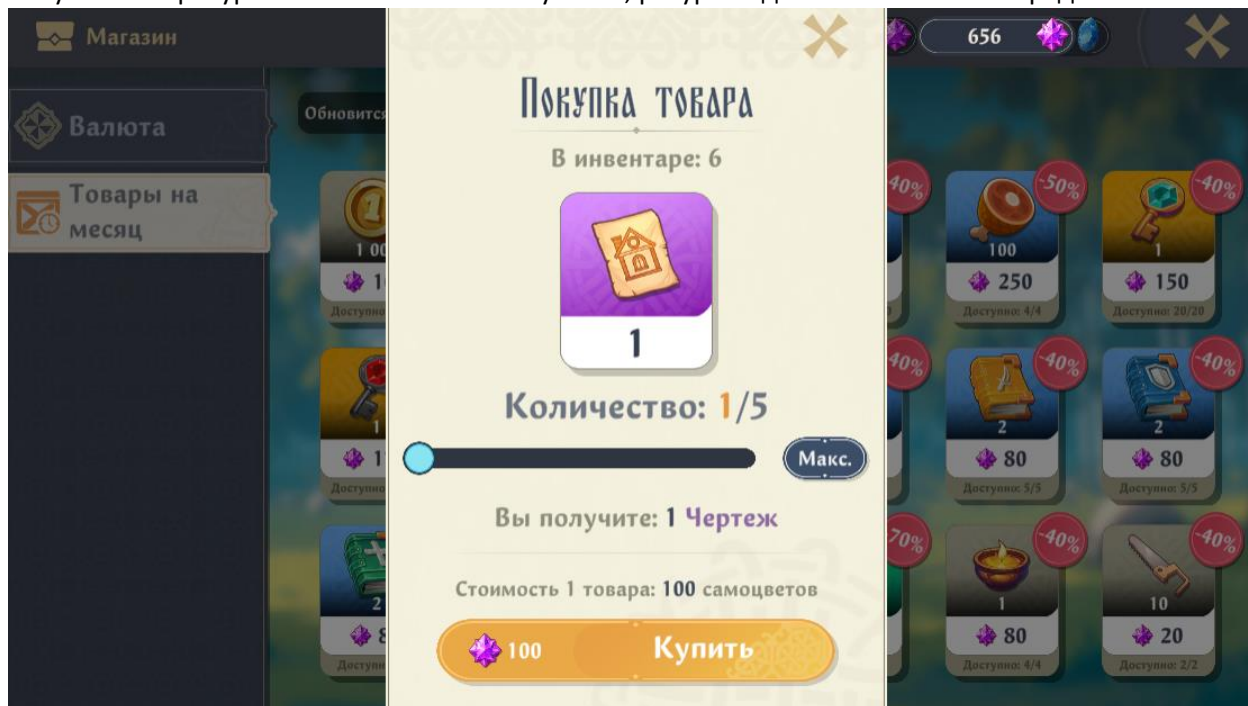 Магазин
656
Валюта
Товары на
месяц
Обновится
Покупка товара
В инвентаре: 6
1
Количество: 1/5
Макс.
Вы получите: 1 Чертеж
Стоимость 1 товара: 100 самоцветов
100 Купить
40%
-50%
-40%
100
1
250
150
Доступно: 4/4
Доступно: 20/20
40%
-40%
-40%
1
2
2
80
80
Доступно: 5/5
Доступно: 5/5
70%
-40%
-40%
2
1
10
80
20
Доступно: 4/4
Доступно: 2/2